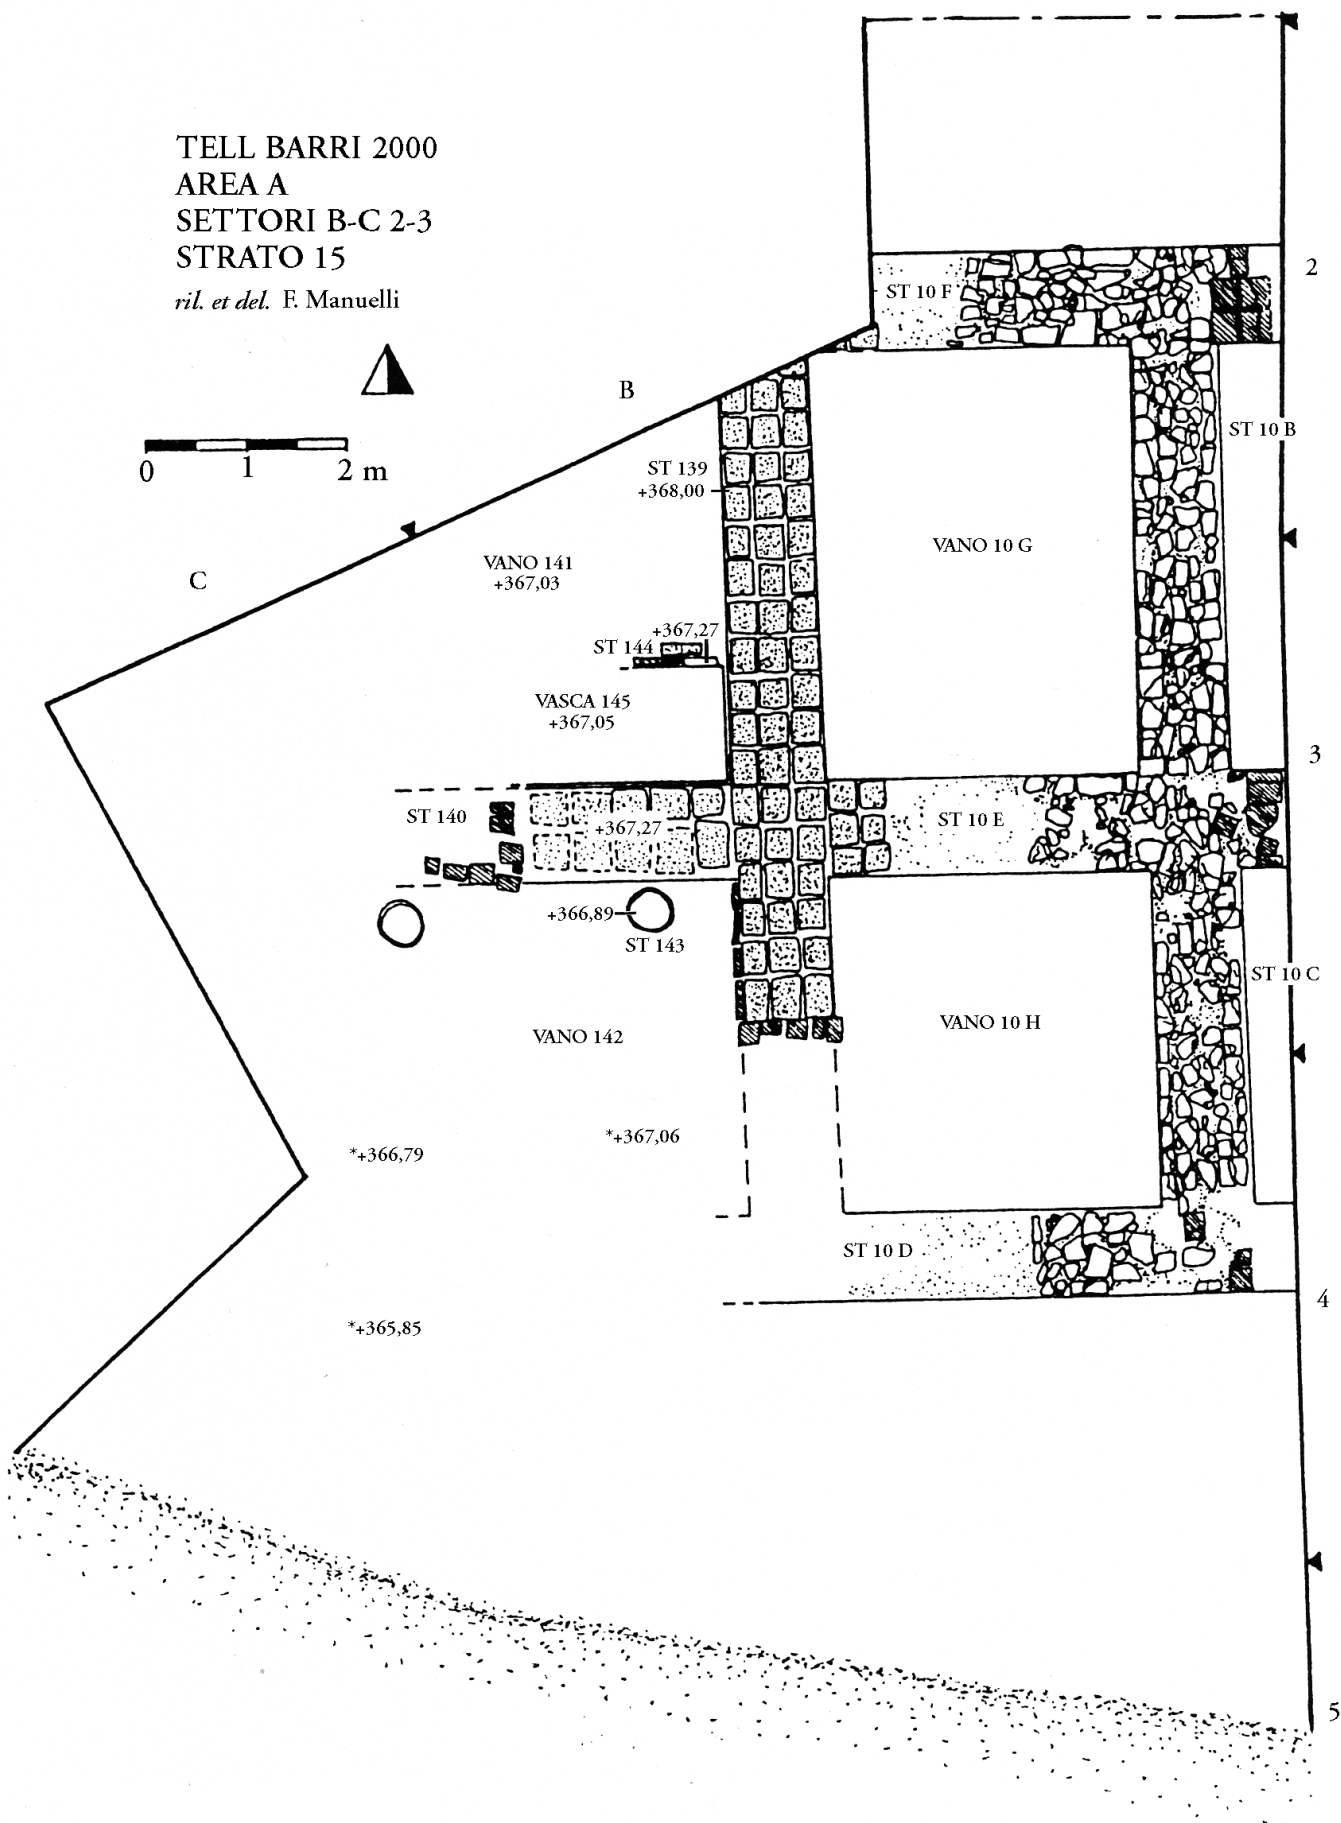 TELL BARRI 2000
AREA A
SETTORI B-C 2-3
STRATO 15
ril. et del. F. Manuelli
0 1 2 m
B
C
2
ST 10 F
ST 10 B
ST 139
+368,00
VANO 10 G
VANO 141
+367,03
+367,27
ST 144
VASCA 145
+367,05
3
ST 140
+367,27
ST 10 E
+366,89
ST 143
ST 10 C
VANO 142
VANO 10 H
*+367,06
*+366,79
ST 10 D
4
*+365,85
5